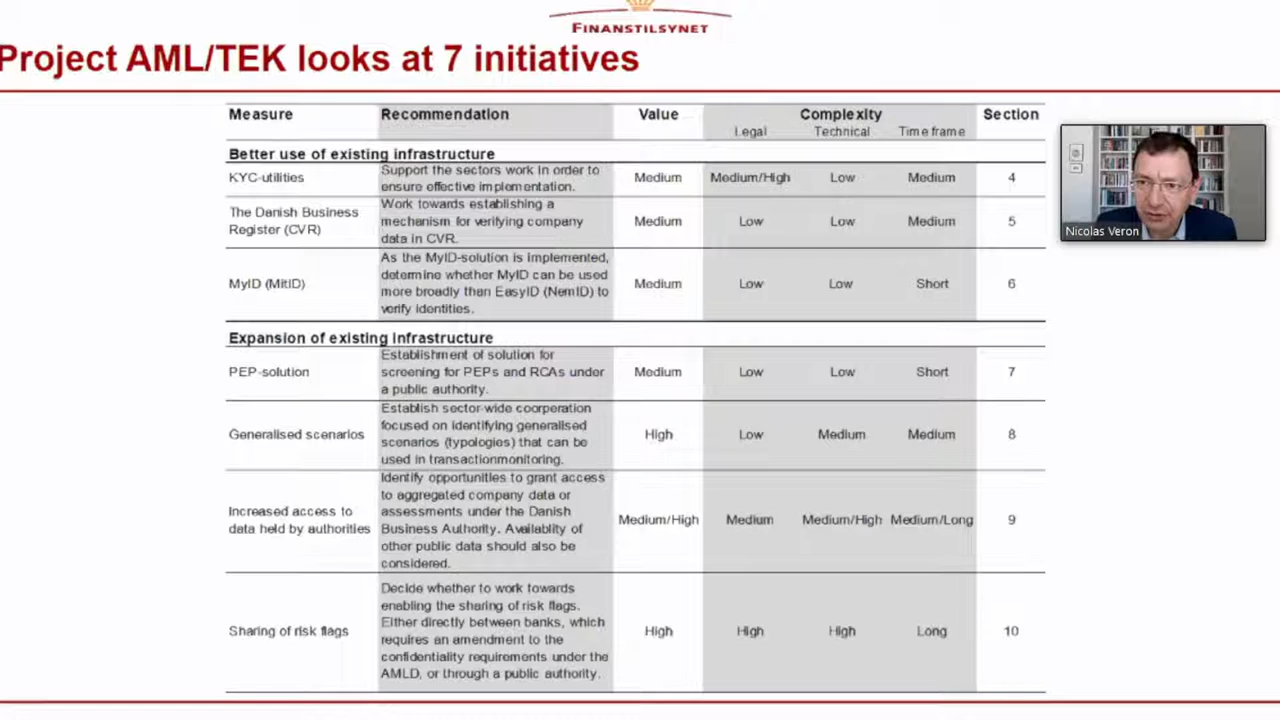 FINANSTILSYNET
Project AML/TEK looks at 7 initiatives
Measure Recommendation Value Complexity Section
Legal Technical Time frame
Better use of existing infrastructure
KYC-utilities
Support the sectors work in order to
ensure effective implementation.
Medium Medium/High Low Medium 4
The Danish Business
Register (CVR)
Work towards establishing a
mechanism for verifying company
data in CVR.
Medium Low Low Medium 5
MyID (MitID)
As the MyID-solution is implemented,
determine whether MyID can be used
more broadly than EasyID (NemID) to
verify identities.
Medium Low Low Short 6
Expansion of existing infrastructure
PEP-solution
Establishment of solution for
screening for PEPs and RCAs under
a public authority.
Medium Low Low Short 7
Generalised scenarios
Establish sector-wide coorperation
focused on identifying generalised
scenarios (typologies) that can be
used in transactionmonitoring.
High Low Medium Medium 8
Increased access to
data held by authorities
Identify opportunities to grant access
to aggregated company data or
assessments under the Danish
Business Authority. Availablity of
other public data should also be
considered.
Medium/High Medium Medium/High Medium/Long 9
Sharing of risk flags
Decide whether to work towards
enabling the sharing of risk flags.
Either directly between banks, which
requires an amendment to the
confidentiality requirements under the
AMLD, or through a public authority.
High High High Long 10
Nicolas Veron